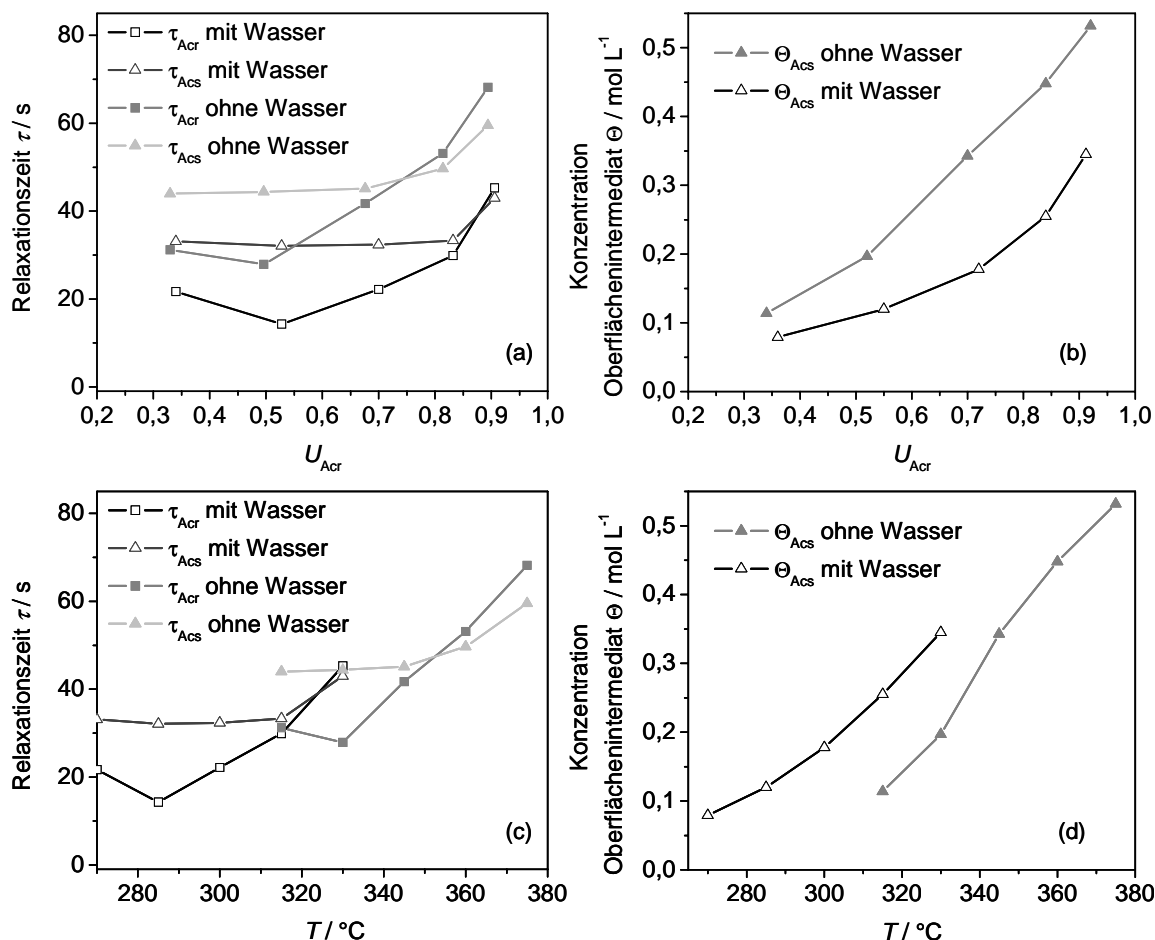 80
60
40
20
0
Relaxationszeit τ / s
τAcr mit Wasser
τAcs mit Wasser
τAcr ohne Wasser
τAcs ohne Wasser
(a)
0,2 0,3 0,4 0,5 0,6 0,7 0,8 0,9 1,0
UAcr
0,5
0,4
0,3
0,2
0,1
0,0
Konzentration
Oberflächenintermediat Θ / mol L-1
ΘAcs ohne Wasser
ΘAcs mit Wasser
(b)
0,2 0,3 0,4 0,5 0,6 0,7 0,8 0,9 1,0
UAcr
80
60
40
20
0
Relaxationszeit τ / s
τAcr mit Wasser
τAcs mit Wasser
τAcr ohne Wasser
τAcs ohne Wasser
(c)
280 300 320 340 360 380
T / °C
0,5
0,4
0,3
0,2
0,1
0,0
Konzentration
Oberflächenintermediat Θ / mol L-1
ΘAcs ohne Wasser
ΘAcs mit Wasser
(d)
280 300 320 340 360 380
T / °C